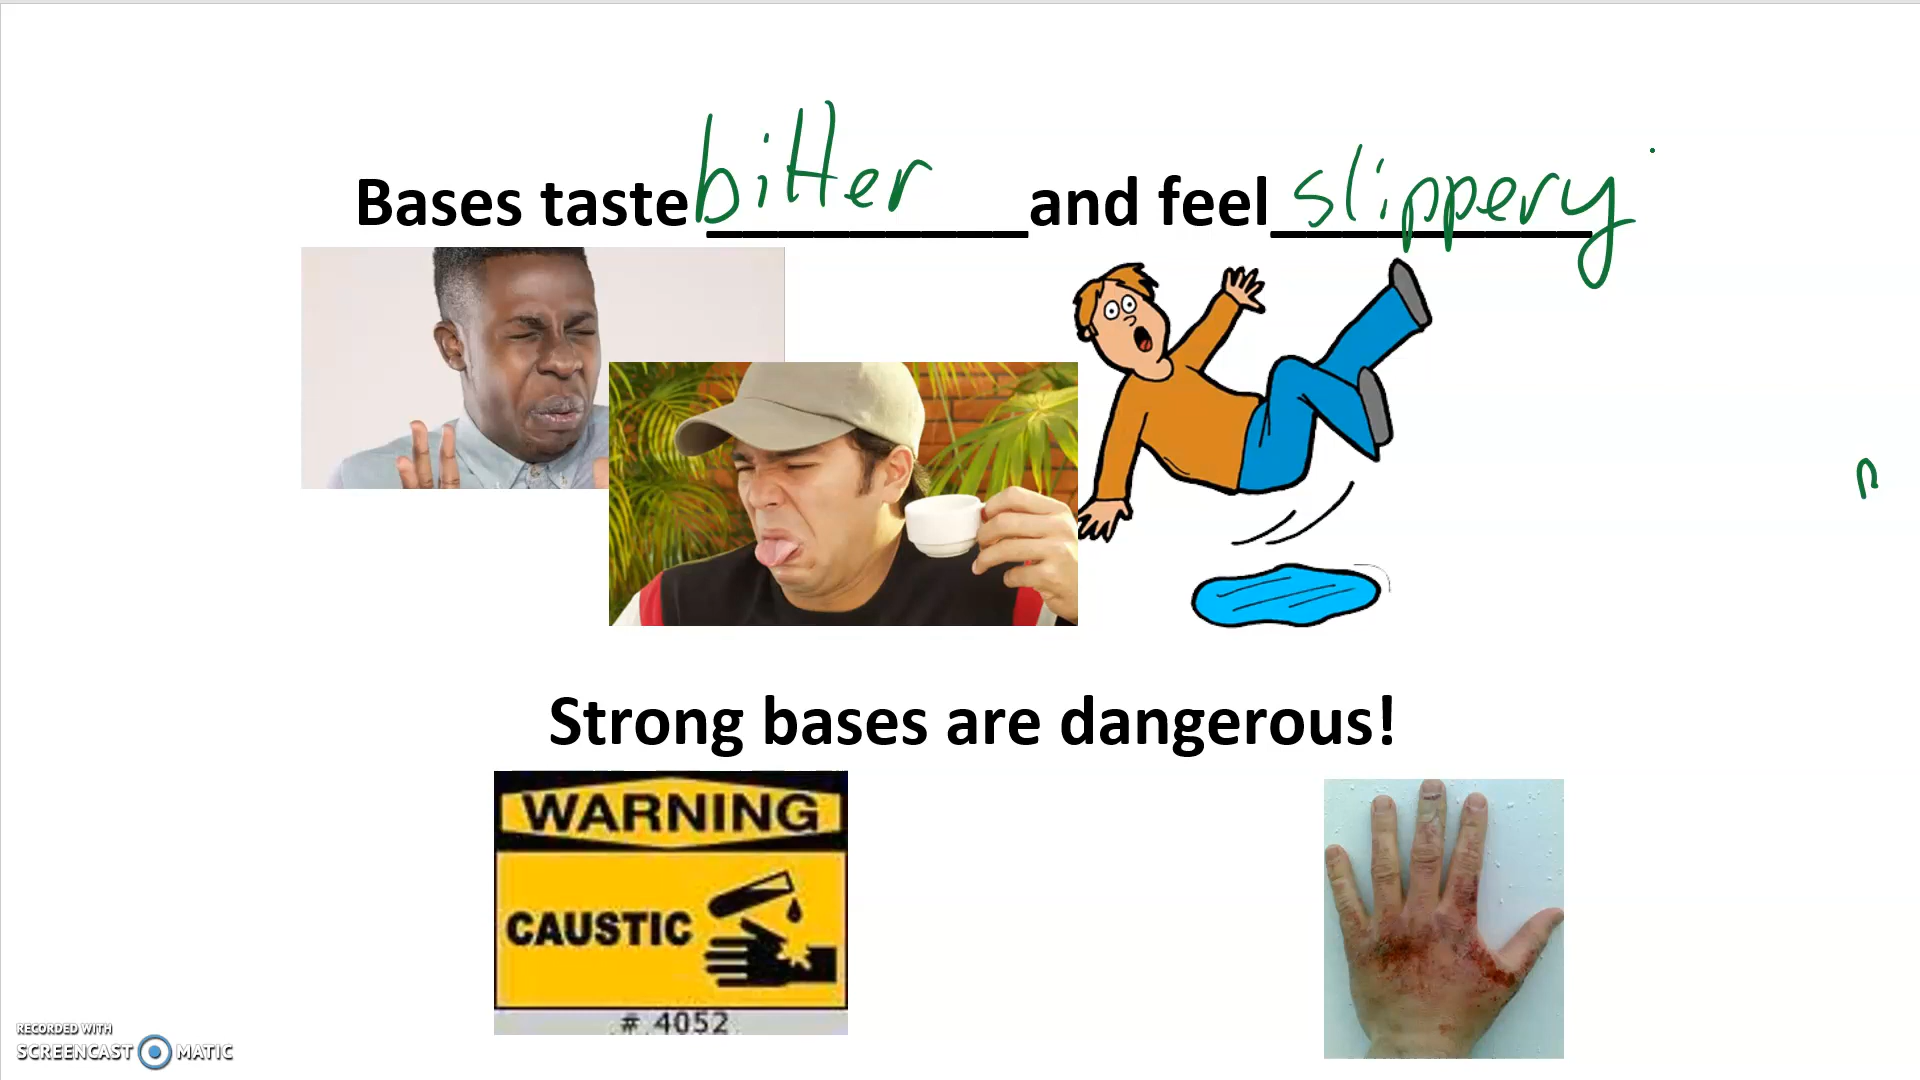 Bases taste bitter and feel slippery
Strong bases are dangerous!
WARNING
CAUSTIC
# 4052
RECORDED WITH
SCREENCAST MATIC